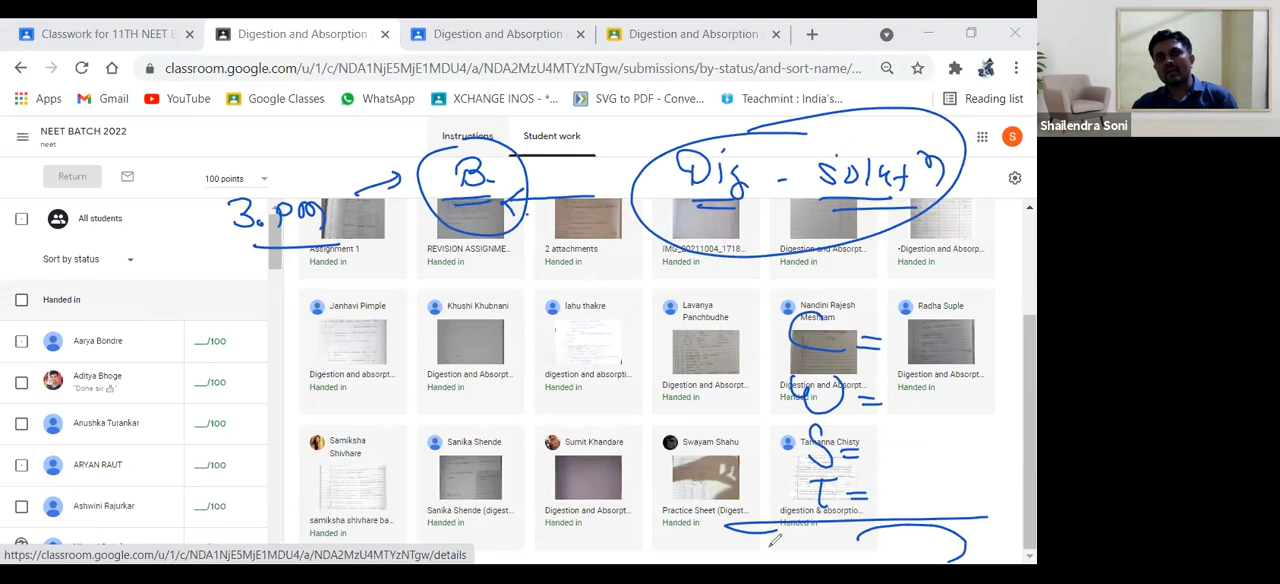 Classwork for 11TH NEET B
Digestion and Absorption
Digestion and Absorption
Digestion and Absorption
classroom.google.com/u/1/c/NDA1NjE5MjE1MDU4/a/NDA2MzU4MTYzNTgw/submissions/by-status/and-sort-name/...
Apps Gmail YouTube Google Classes WhatsApp XCHANGE INOS - *... SVG to PDF - Conve... Teachmint : India's... Reading list
Shailendra Soni
NEET BATCH 2022
neet
Instructions
Student work
S
Return
100 points
B-
Dig - Solut
3. pm
All students
Sort by status
Handed in
Aarya Bondre __/100
Aditya Bhoge __/100
"Done sir
Anushka Turankar __/100
ARYAN RAUT __/100
Ashwini Rajurkar __/100
Assignment 1
Handed in
REVISION ASSIGNME...
Handed in
2 attachments
Handed in
IMG_20211004_1718...
Handed in
Digestion and Absorp...
Handed in
•Digestion and Absor...
Handed in
Janhavi Pimple
Digestion and absorpti...
Handed in
Khushi Khubnani
Digestion and Absorpt...
Handed in
lahu thakre
digestion and absorpti...
Handed in
Lavanya Panchbudhe
Digestion and Absorpt...
Handed in
Nandini Rajesh Meshram
Digestion and Absorpt...
Handed in
Radha Suple
Digestion and Absorpt...
Handed in
C =
W =
S =
T =
Samiksha Shivhare
samiksha shivhare ba...
Handed in
Sanika Shende
Sanika Shende (digest...
Handed in
Sumit Khandare
Digestion and Absorpt...
Handed in
Swayam Shahu
Practice Sheet (Digest...
Handed in
Tamanna Chisty
digestion & absorptio...
Handed in
https://classroom.google.com/u/1/c/NDA1NjE5MjE1MDU4/a/NDA2MzU4MTYzNTgw/details